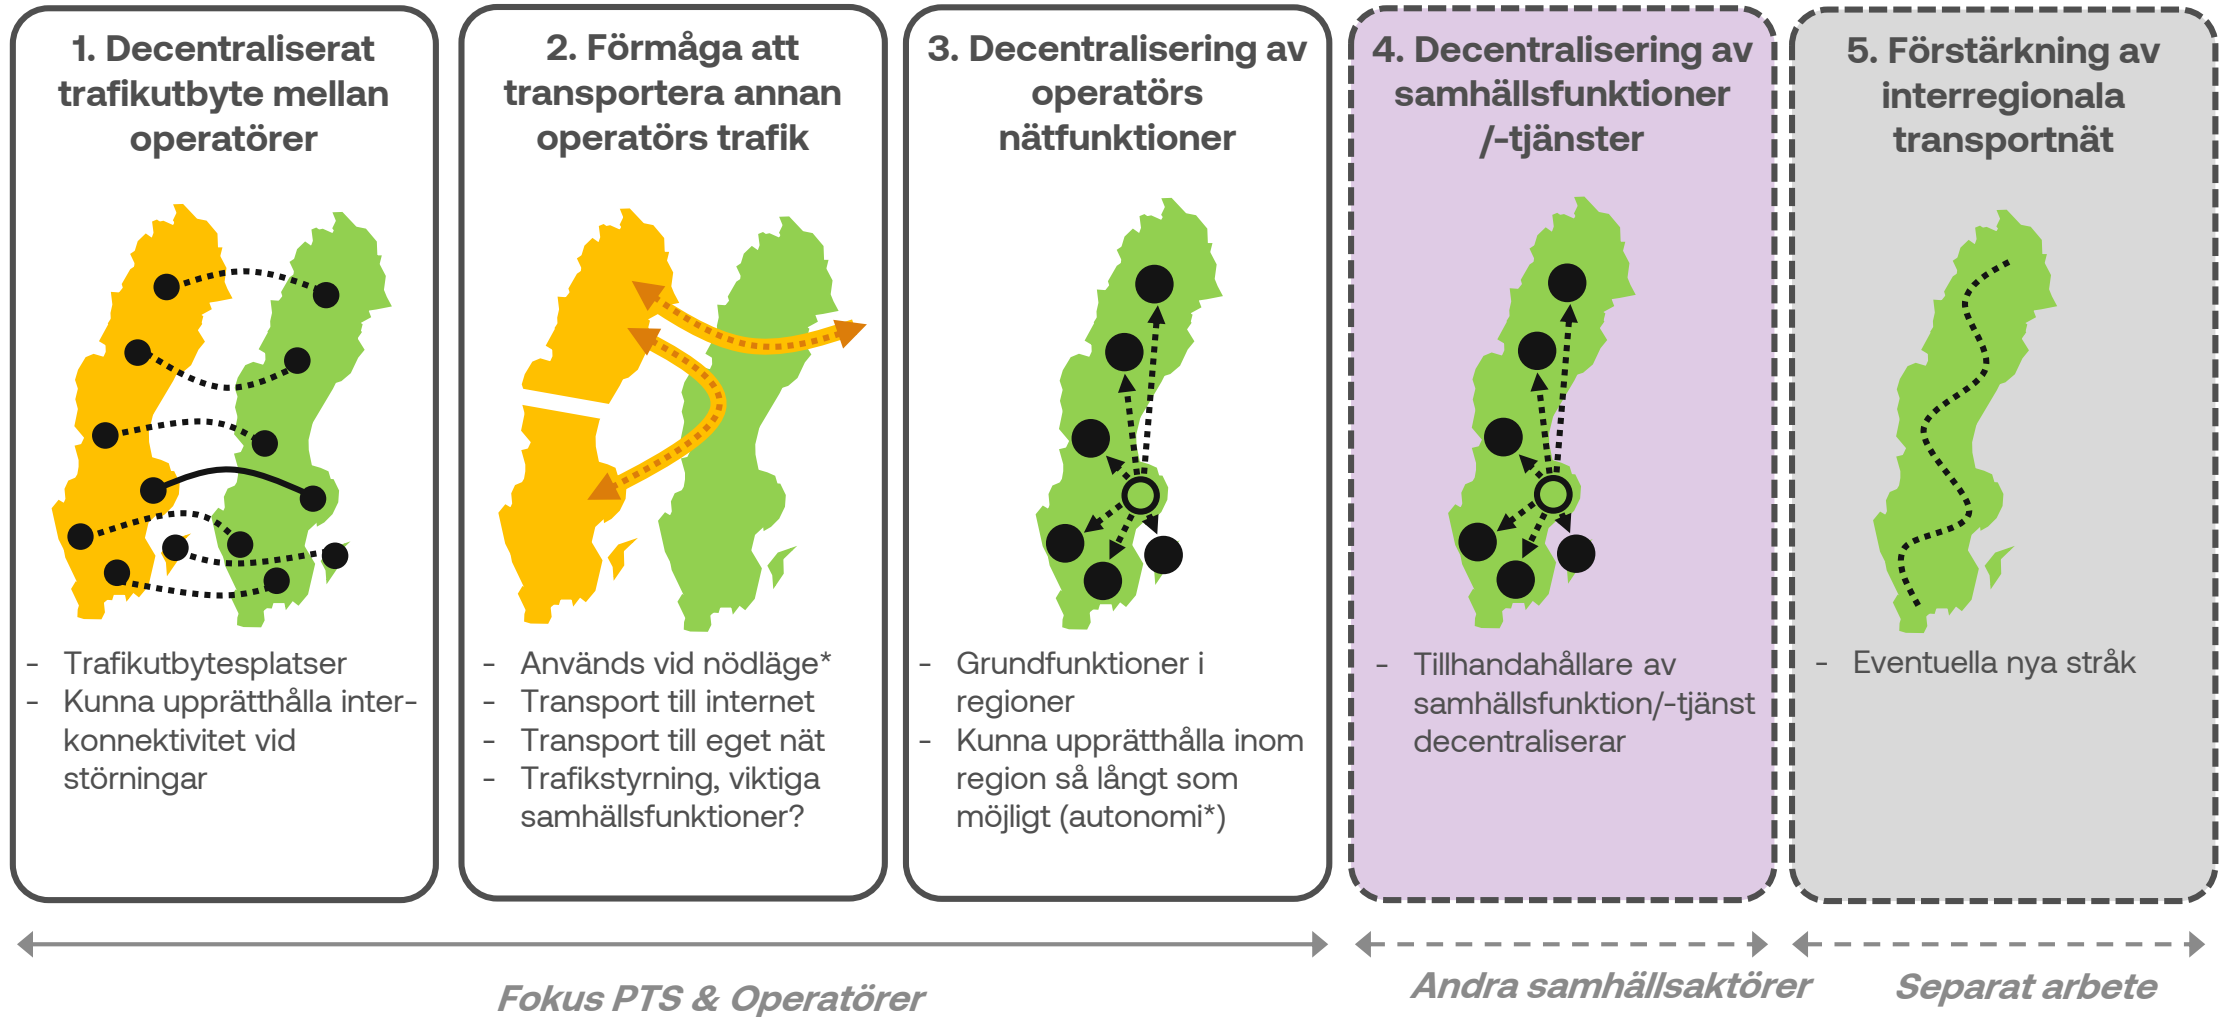 1. Decentraliserat
trafikutbyte mellan
operatörer
- Trafikutbytesplatser
- Kunna upprätthålla inter-
konnektivitet vid
störningar
2. Förmåga att
transportera annan
operatörs trafik
- Används vid nödläge*
- Transport till internet
- Transport till eget nät
- Trafikstyrning, viktiga
samhällsfunktioner?
3. Decentralisering av
operatörs
nätfunktioner
- Grundfunktioner i
regioner
- Kunna upprätthålla inom
region så långt som
möjligt (autonomi*)
4. Decentralisering av
samhällsfunktioner
/-tjänster
- Tillhandahållare av
samhällsfunktion/-tjänst
decentraliserar
5. Förstärkning av
interregionala
transportnät
- Eventuella nya stråk
Fokus PTS & Operatörer
Andra samhällsaktörer
Separat arbete